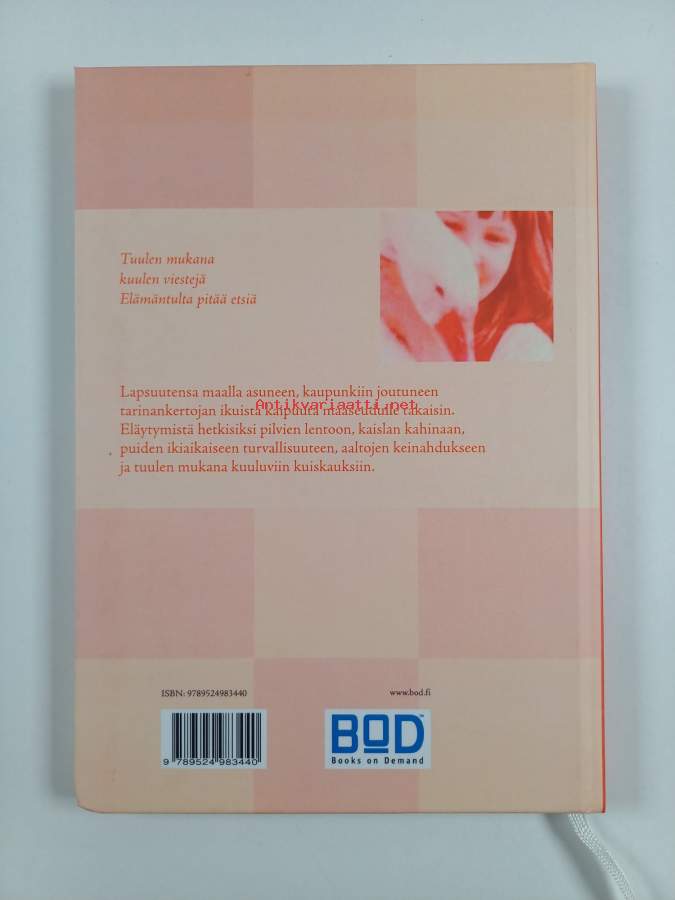 Tuulen mukana
kuulen viestejä
Elämäntulta pitää etsiä
Lapsuutensa maalla asuneen, kaupunkiin joutuneen
Antikvariaatti.net
tarinankertojan ikuista kaipuuta maaseudulle takaisin.
Eläytymistä hetkisiksi pilvien lentoon, kaislan kahinaan,
puiden ikiaikaiseen turvallisuuteen, aaltojen keinahdukseen
ja tuulen mukana kuuluviin kuiskauksiin.
ISBN: 9789524983440
www.bod.fi
BOD™
Books on Demand
9 789524 983440